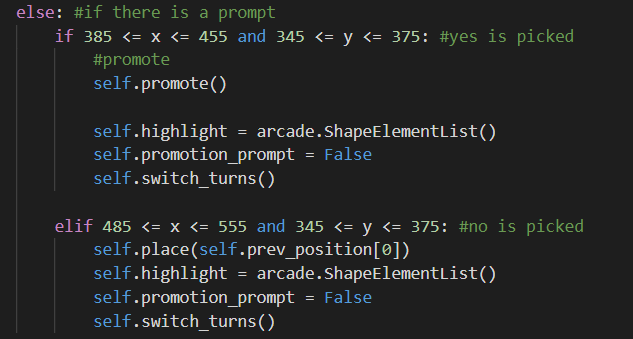 else: #if there is a prompt
    if 385 <= x <= 455 and 345 <= y <= 375: #yes is picked
        #promote
        self.promote()

        self.highlight = arcade.ShapeElementList()
        self.promotion_prompt = False
        self.switch_turns()

    elif 485 <= x <= 555 and 345 <= y <= 375: #no is picked
        self.place(self.prev_position[0])
        self.highlight = arcade.ShapeElementList()
        self.promotion_prompt = False
        self.switch_turns()